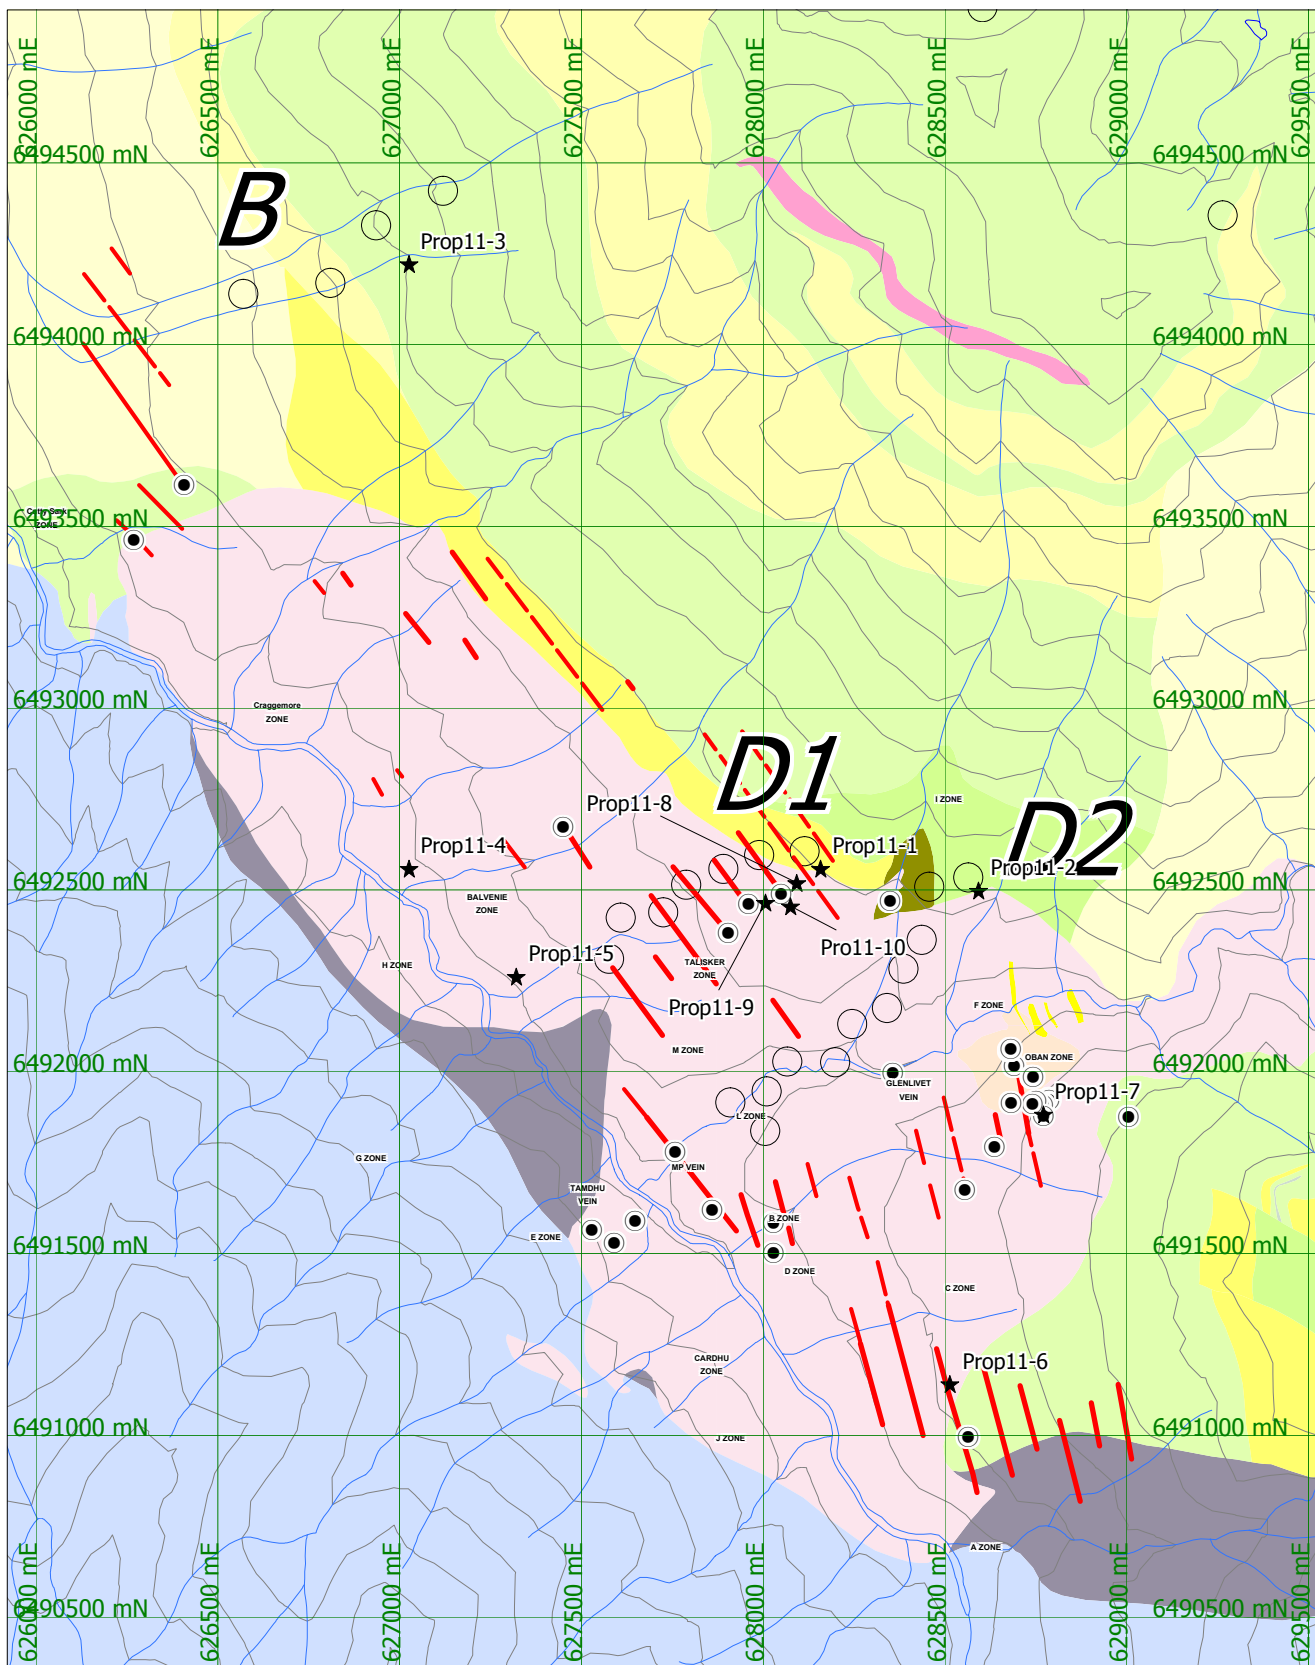 626000 mE
626500 mE
627000 mE
627500 mE
628000 mE
628500 mE
629000 mE
629500 mE
6494500 mN
6494500 mN
B
Prop11-3
6494000 mN
6494000 mN
Cutty Sark
ZONE
6493500 mN
6493500 mN
Craggemore
ZONE
6493000 mN
6493000 mN
D1
I ZONE
Prop11-8
D2
Prop11-4
Prop11-1
Prop11-2
6492500 mN
6492500 mN
BALVENIE
ZONE
Prop11-5
Pro11-10
H ZONE
TALISKER
ZONE
Prop11-9
F ZONE
M ZONE
OBAN ZONE
6492000 mN
6492000 mN
GLENLIVET
VEIN
Prop11-7
L ZONE
G ZONE
MP VEIN
TAMDHU
VEIN
B ZONE
E ZONE
6491500 mN
6491500 mN
D ZONE
C ZONE
CARDHU
ZONE
Prop11-6
J ZONE
6491000 mN
6491000 mN
A ZONE
6490500 mN
6490500 mN
626000 mE
626500 mE
627000 mE
627500 mE
628000 mE
628500 mE
629000 mE
629500 mE